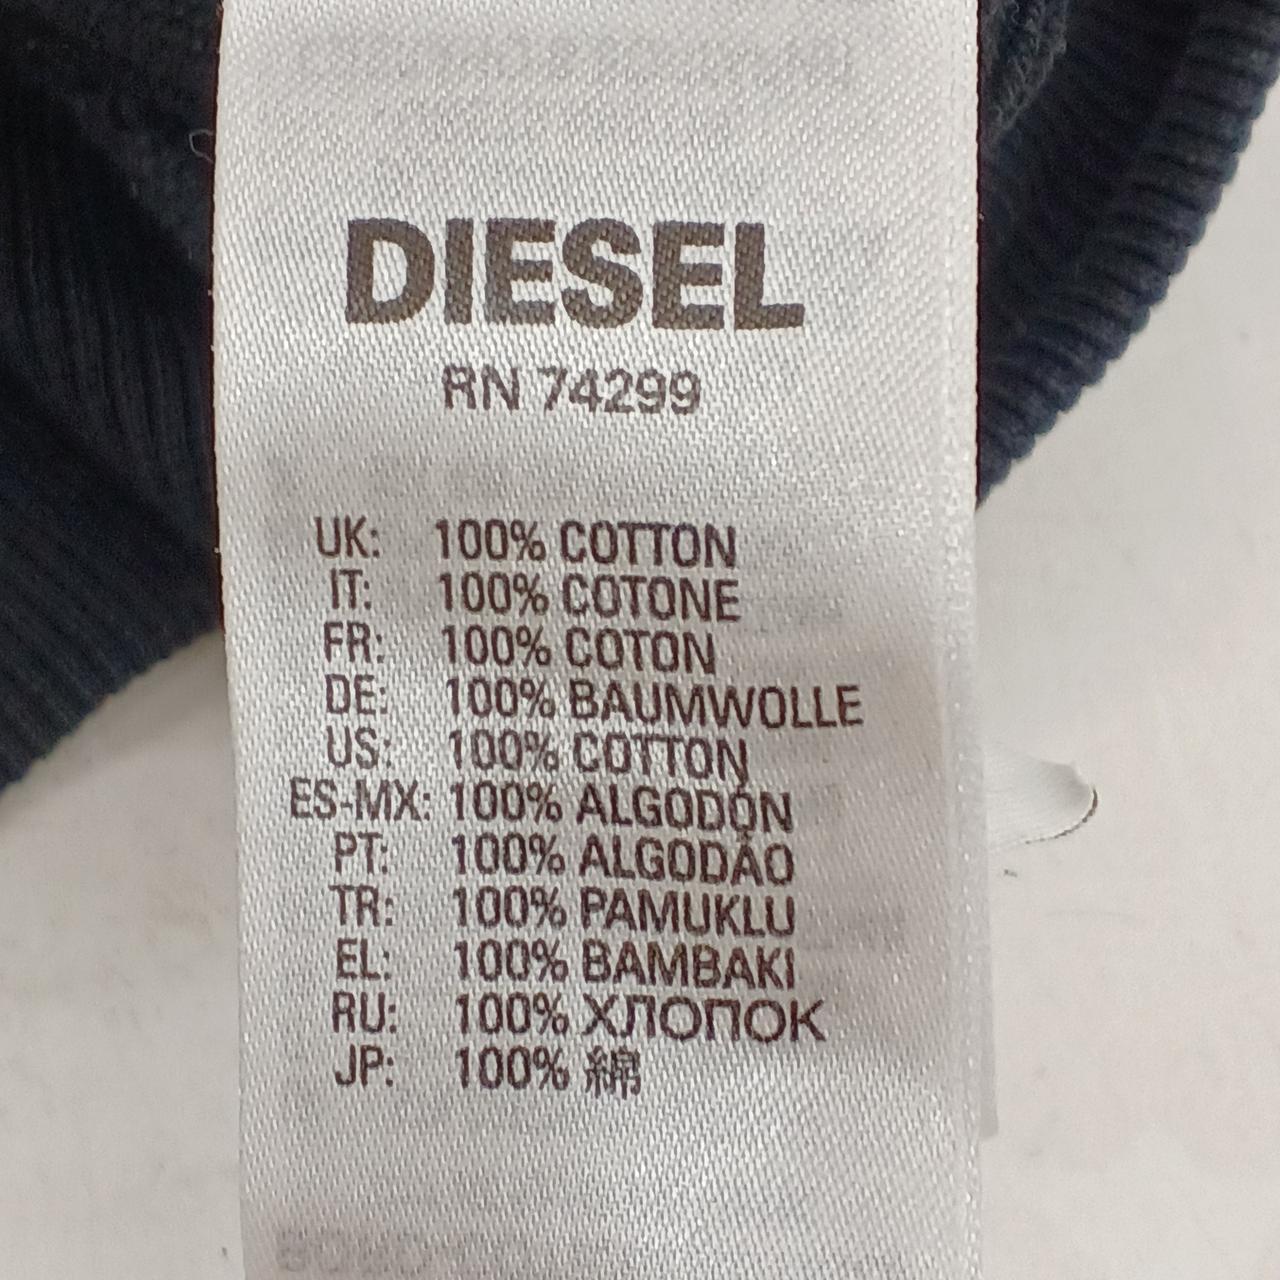 DIESEL
RN 74299
UK: 100% COTTON
IT: 100% COTONE
FR: 100% COTON
DE: 100% BAUMWOLLE
US: 100% COTTON
ES-MX: 100% ALGODÓN
PT: 100% ALGODÃO
TR: 100% PAMUKLU
EL: 100% BAMBAKI
RU: 100% ХЛОПОК
JP: 100% 綿